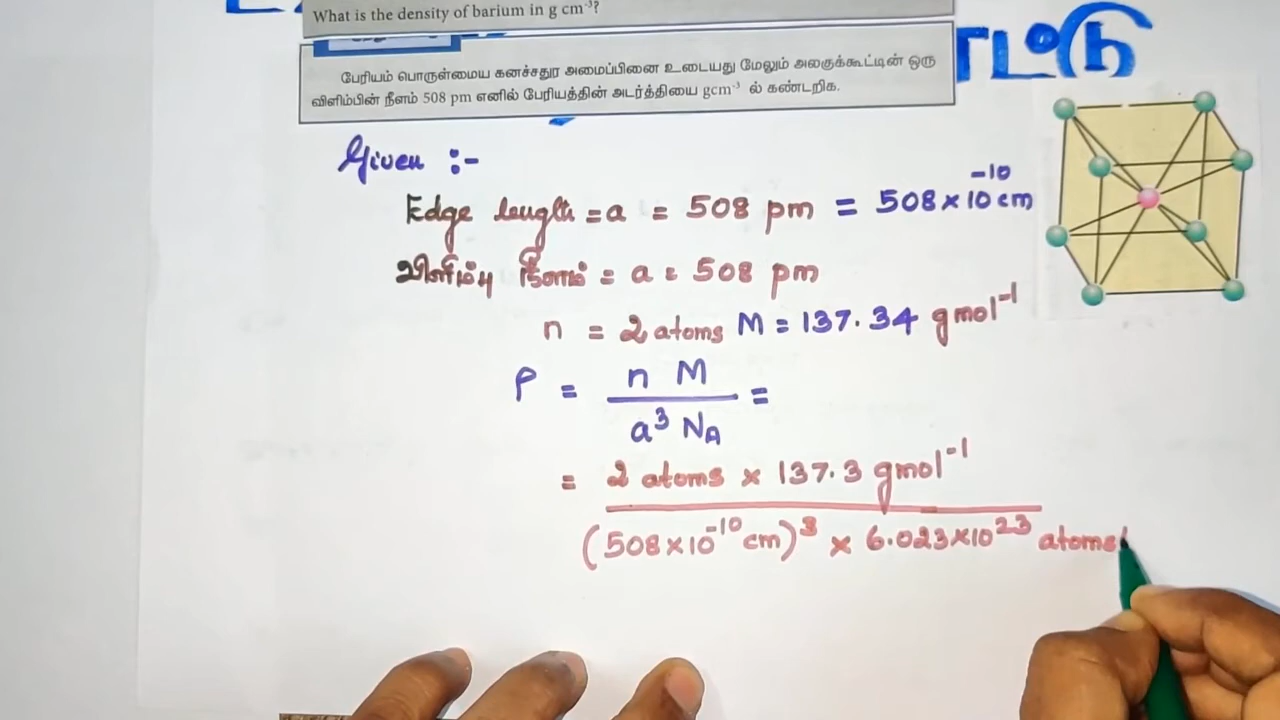 What is the density of barium in g cm⁻³?
பேரியம் பொருள்மைய கனச்சதுர அமைப்பினை உடையது மேலும் அலகுக்கூட்டின் ஒரு
விளிம்பின் நீளம் 508 pm எனில் பேரியத்தின் அடர்த்தியை gcm⁻³ ல் கண்டறிக.
Given :-
Edge length = a = 508 pm = 508 × 10⁻¹⁰ cm
விளிம்பு நீளம் = a = 508 pm
n = 2 atoms M = 137.34 gmol⁻¹
ρ = n M / a³ N_A =
= 2 atoms × 137.3 gmol⁻¹
(508×10⁻¹⁰ cm)³ × 6.023×10²³ atoms